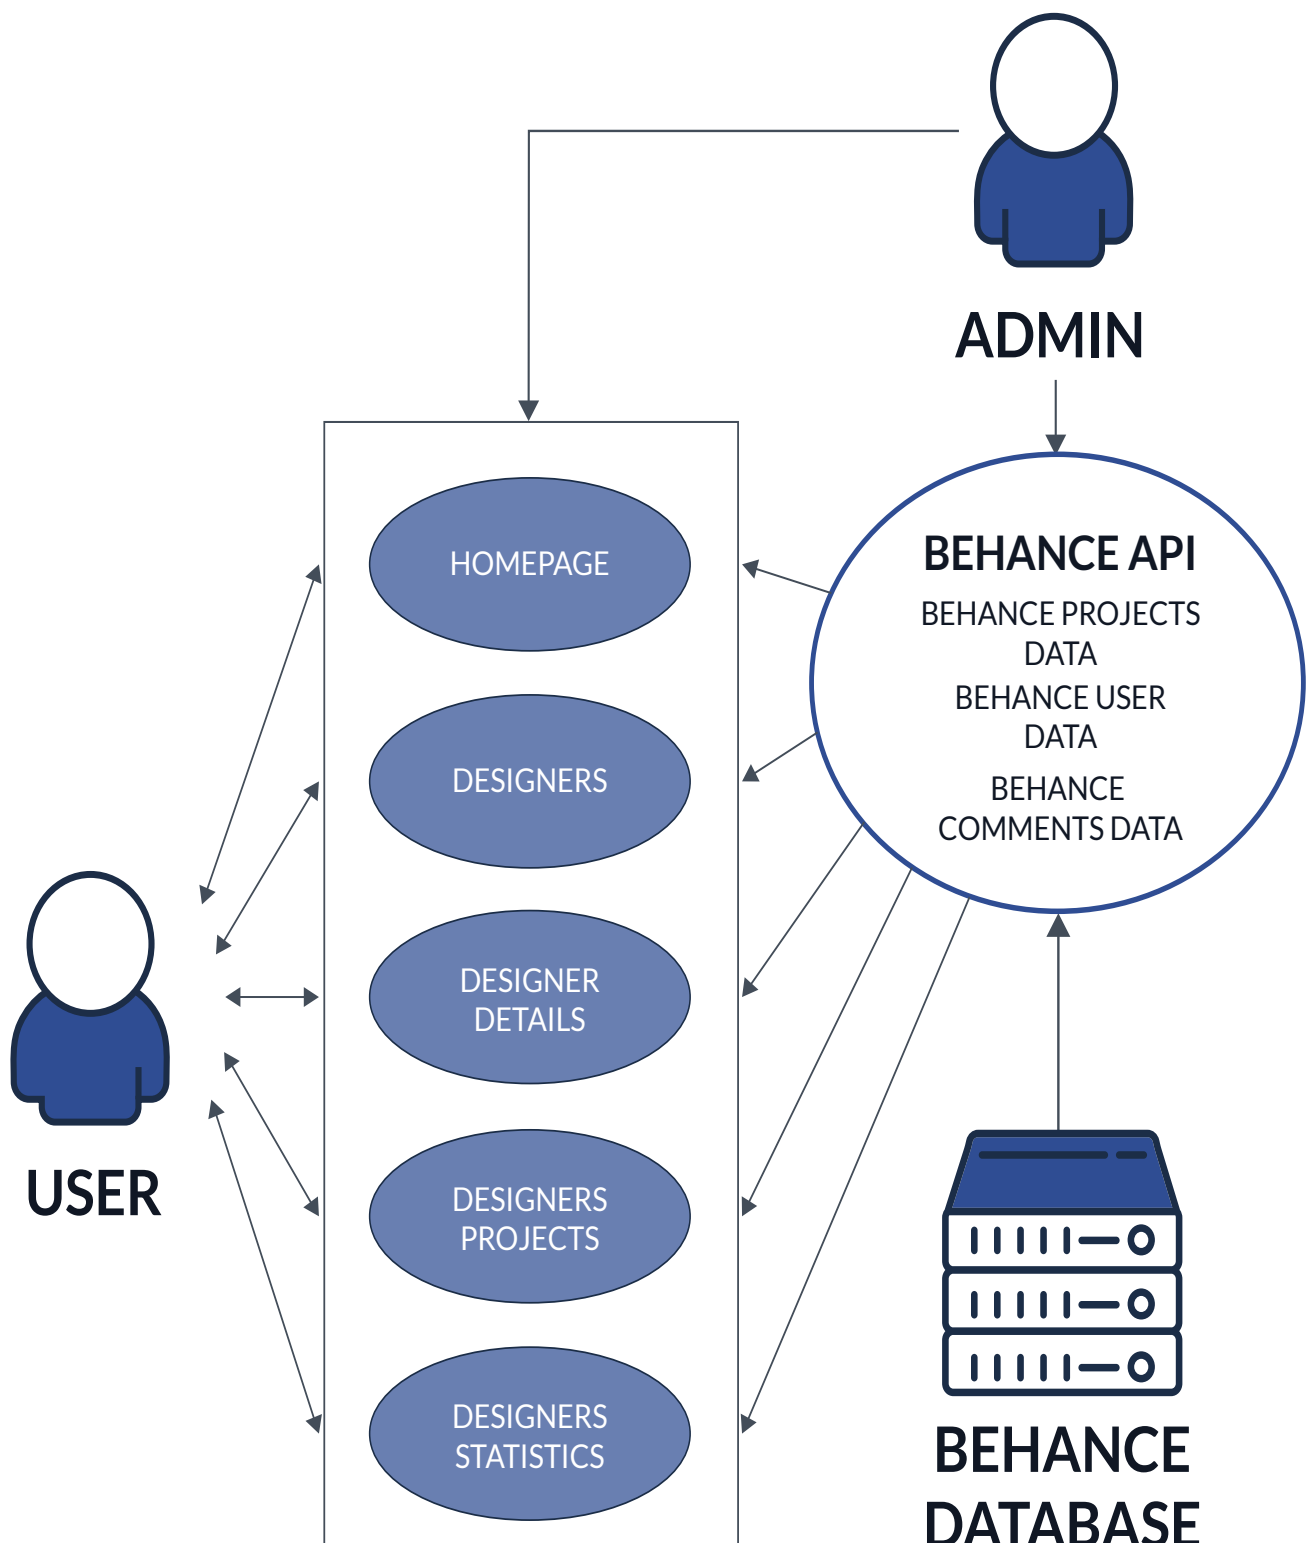 ADMIN
HOMEPAGE
DESIGNERS
DESIGNER
DETAILS
DESIGNERS
PROJECTS
DESIGNERS
STATISTICS
BEHANCE API
BEHANCE PROJECTS
DATA
BEHANCE USER
DATA
BEHANCE
COMMENTS DATA
USER
BEHANCE
DATABASE